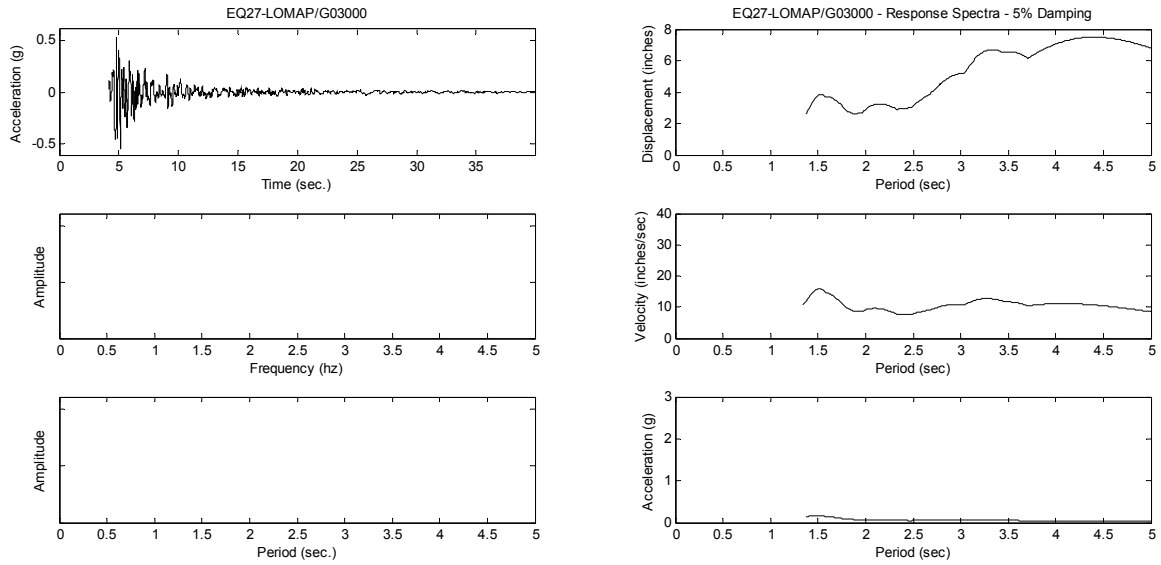 EQ27-LOMAP/G03000
Acceleration (g)
0.5
0
-0.5
0 5 10 15 20 25 30 35
Time (sec.)
EQ27-LOMAP/G03000 - Response Spectra - 5% Damping
Displacement (inches)
8
6
4
2
0
0 0.5 1 1.5 2 2.5 3 3.5 4 4.5 5
Period (sec)
Amplitude
0 0.5 1 1.5 2 2.5 3 3.5 4 4.5 5
Frequency (hz)
Velocity (inches/sec)
40
30
20
10
0
0 0.5 1 1.5 2 2.5 3 3.5 4 4.5 5
Period (sec)
Amplitude
0 0.5 1 1.5 2 2.5 3 3.5 4 4.5 5
Period (sec.)
Acceleration (g)
3
2
1
0
0 0.5 1 1.5 2 2.5 3 3.5 4 4.5 5
Period (sec)